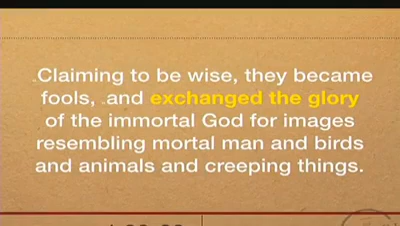 Claiming to be wise, they became
fools, and exchanged the glory
of the immortal God for images
resembling mortal man and birds
and animals and creeping things.